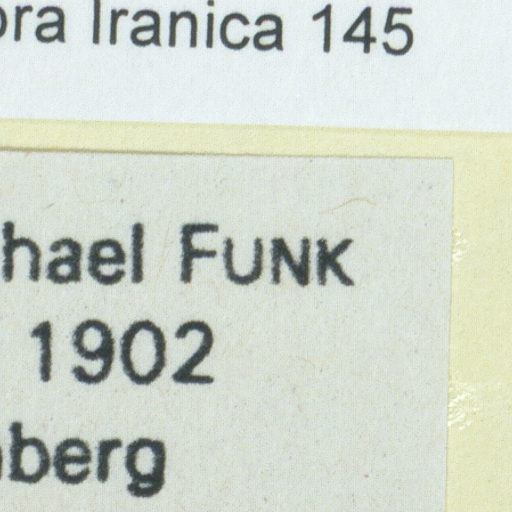 ora Iranica 145
hael FUNK
1902
berg